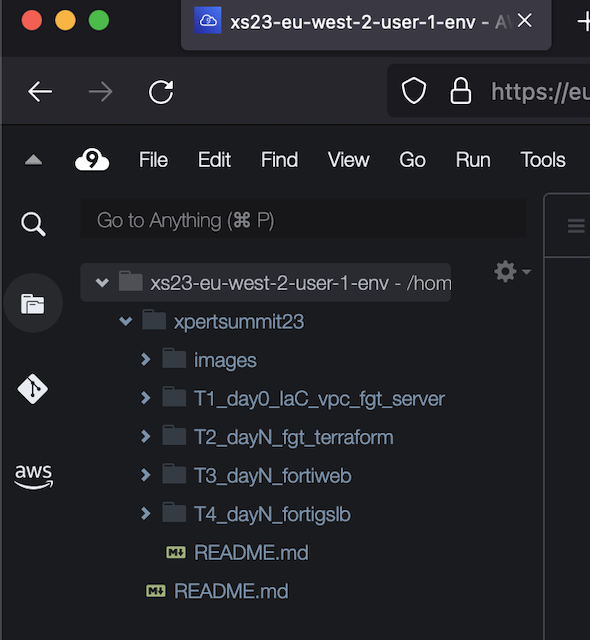 xs23-eu-west-2-user-1-env - AW
https://eu
9 File Edit Find View Go Run Tools
Go to Anything (⌘ P)
xs23-eu-west-2-user-1-env - /hom
xpertsummit23
images
T1_day0_IaC_vpc_fgt_server
T2_dayN_fgt_terraform
T3_dayN_fortiweb
aws
T4_dayN_fortigslb
M↓ README.md
M↓ README.md